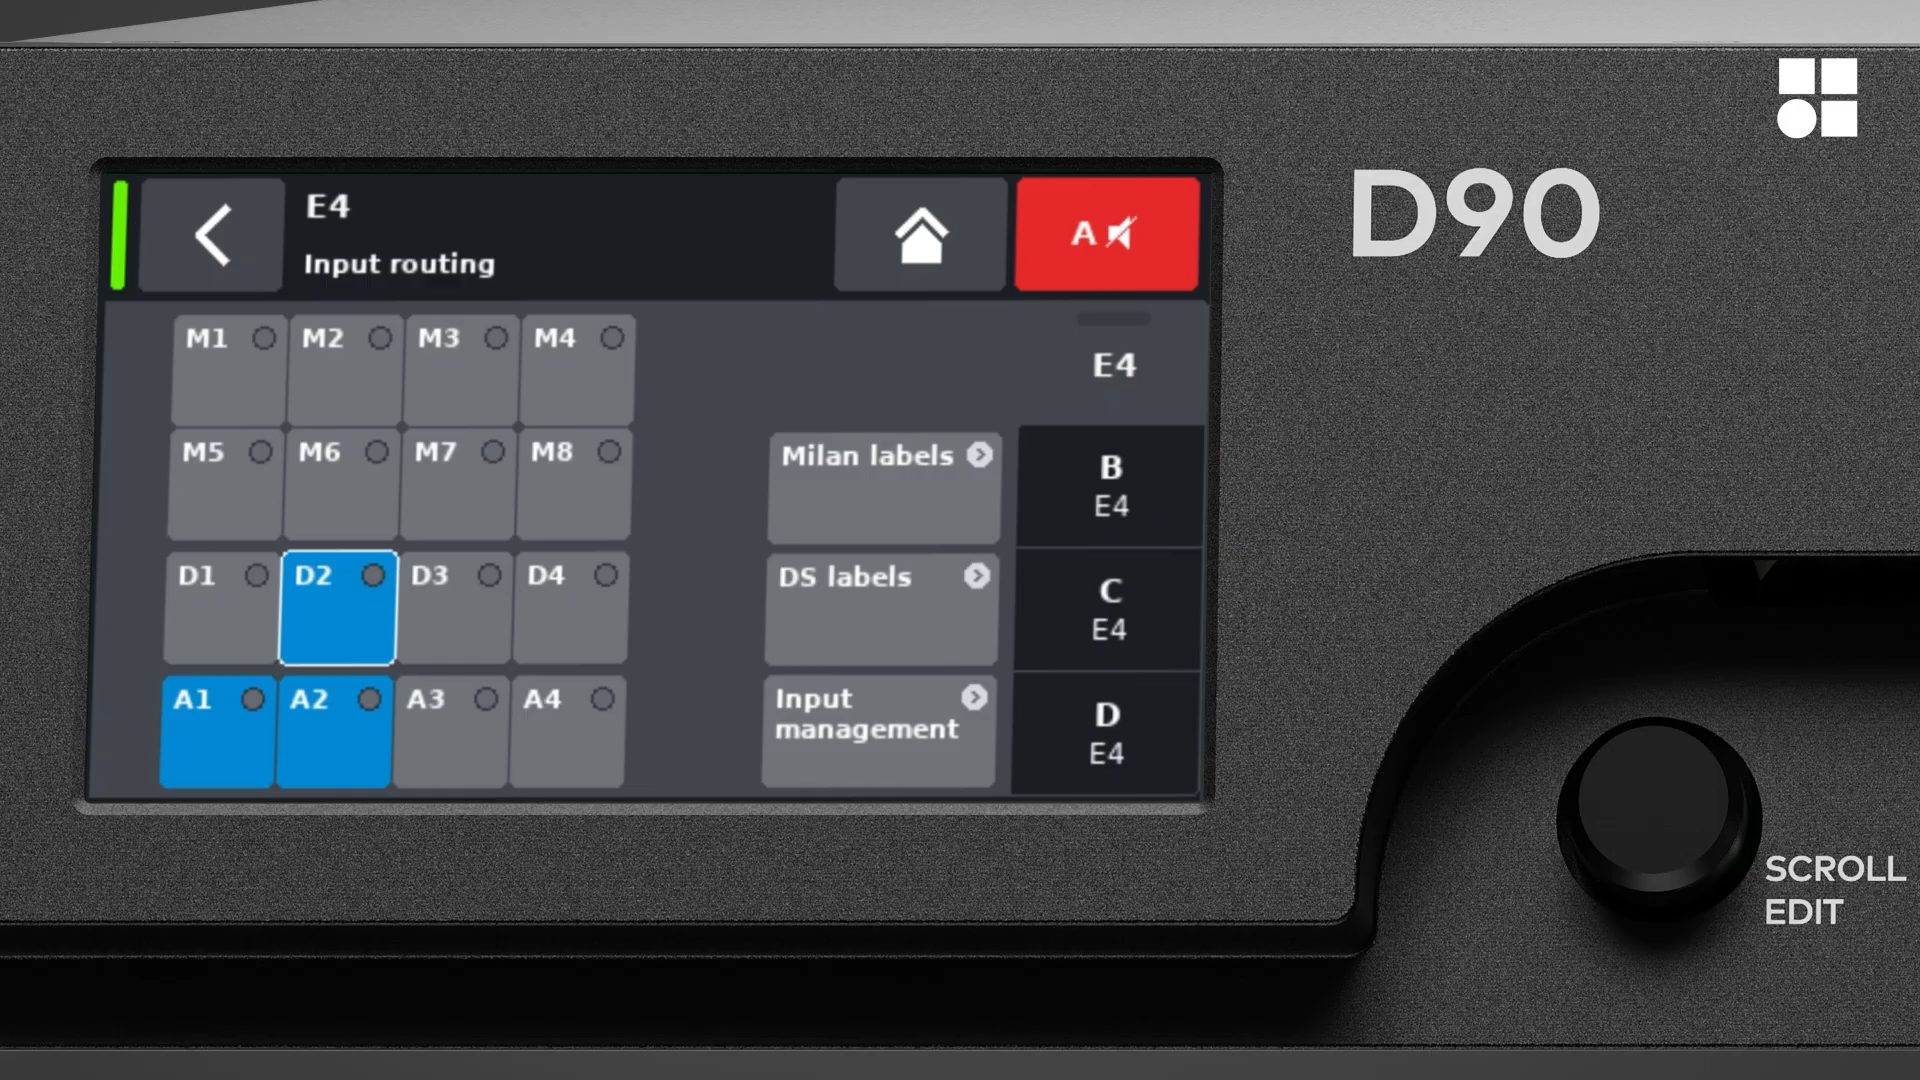 D90
E4
Input routing
A
M1 M2 M3 M4
E4
M5 M6 M7 M8
Milan labels
B
E4
D1 D2 D3 D4
DS labels
C
E4
A1 A2 A3 A4
Input
management
D
E4
SCROLL
EDIT